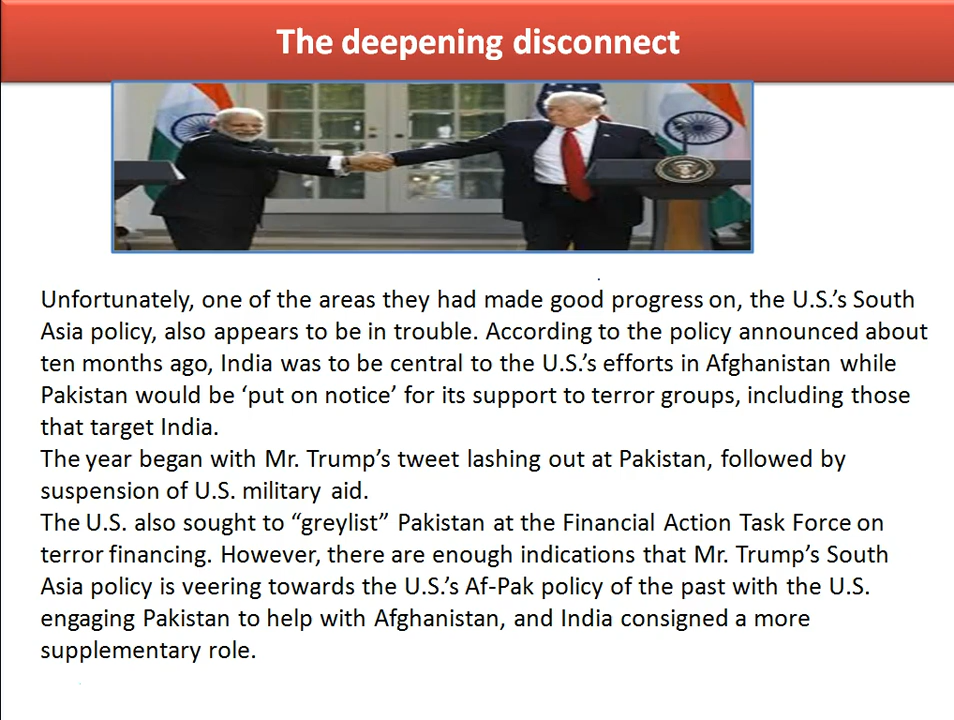 The deepening disconnect
Unfortunately, one of the areas they had made good progress on, the U.S.’s South
Asia policy, also appears to be in trouble. According to the policy announced about
ten months ago, India was to be central to the U.S.’s efforts in Afghanistan while
Pakistan would be ‘put on notice’ for its support to terror groups, including those
that target India.
The year began with Mr. Trump’s tweet lashing out at Pakistan, followed by
suspension of U.S. military aid.
The U.S. also sought to “greylist” Pakistan at the Financial Action Task Force on
terror financing. However, there are enough indications that Mr. Trump’s South
Asia policy is veering towards the U.S.’s Af-Pak policy of the past with the U.S.
engaging Pakistan to help with Afghanistan, and India consigned a more
supplementary role.